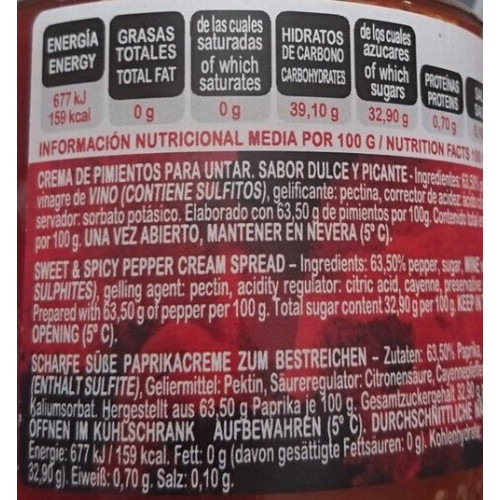 ENERGÍA
ENERGY
677 kJ
159 kcal
GRASAS
TOTALES
TOTAL FAT
0 g
de las cuales
saturadas
of which
saturates
0 g
HIDRATOS
DE CARBONO
CARBOHYDRATES
39,10 g
de los cuales
azúcares
of which
sugars
32,90 g
PROTEÍNAS
PROTEINS
0,70 g
INFORMACIÓN NUTRICIONAL MEDIA POR 100 G / NUTRITION FACTS
CREMA DE PIMIENTOS PARA UNTAR. SABOR DULCE Y PICANTE - Ingredientes: 63,50%
vinagre de VINO (CONTIENE SULFITOS), gelificante: pectina, corrector de acidez: ácido
servador: sorbato potásico. Elaborado con 63,50 g de pimientos por 100g. Contenido total
por 100 g. UNA VEZ ABIERTO, MANTENER EN NEVERA (5º C).
SWEET & SPICY PEPPER CREAM SPREAD – Ingredients: 63,50% pepper, sugar, WINE
SULPHITES), gelling agent: pectin, acidity regulator: citric acid, cayenne, preservative:
Prepared with 63,50 g of pepper per 100 g. Total sugar content 32,90 g per 100 g. KEEP IN
OPENING (5º C).
SCHARFE SÜßE PAPRIKACREME ZUM BESTREICHEN – Zutaten: 63,50% Paprika,
(ENTHÄLT SULFITE), Geliermittel: Pektin, Säureregulator: Citronensäure,
Kaliumsorbat. Hergestellt aus 63,50 g Paprika je 100 g. Gesamtzuckergehalt 32,90 g
ÖFFNEN IM KÜHLSCHRANK AUFBEWAHREN (5º C). DURCHSCHNITTLICHE
Energie: 677 kJ / 159 kcal. Fett: 0 g (davon gesättigte Fettsäuren: 0 g).
32,90 g). Eiweiß: 0,70 g. Salz: 0,10 g.